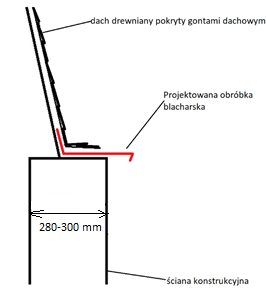 dach drewniany pokryty gontami dachowym
Projektowana obróbka
blacharska
280-300 mm
ściana konstrukcyjna